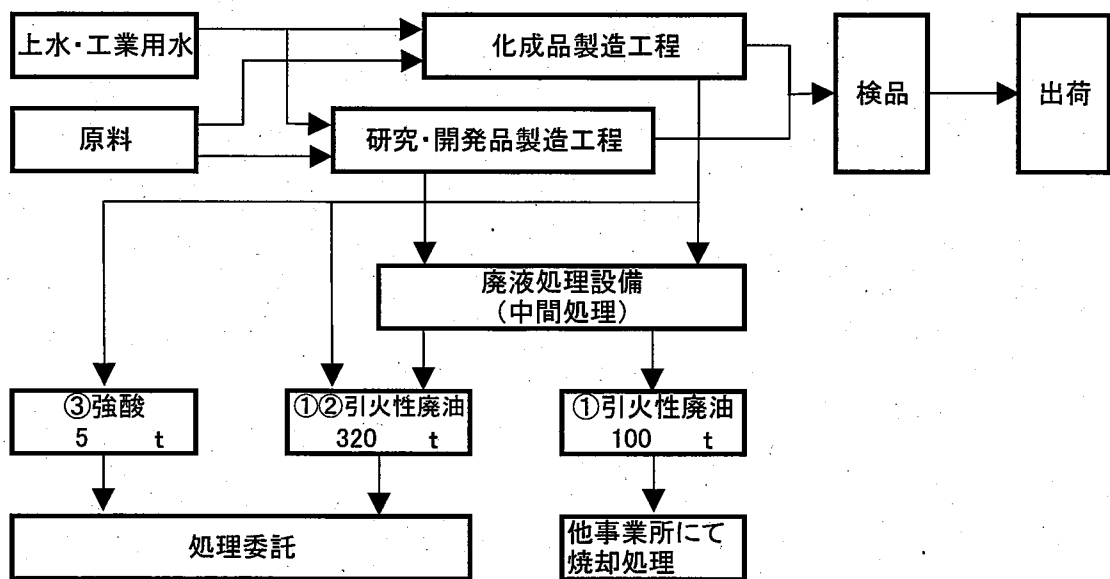 上水・工業用水
化成品製造工程
検品
出荷
原料
研究・開発品製造工程
廃液処理設備
(中間処理)
③強酸
5 t
①②引火性廃油
320 t
①引火性廃油
100 t
処理委託
他事業所にて
焼却処理